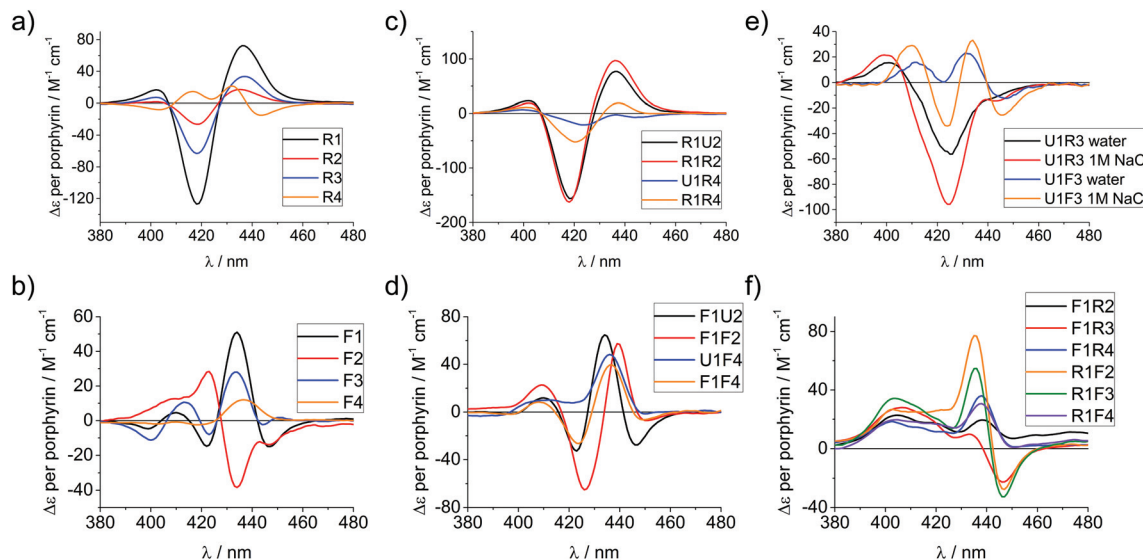 a)
Δε per porphyrin / M⁻¹ cm⁻¹
80
40
0
-40
-80
-120
380 400 420 440 460 480
λ / nm
R1
R2
R3
R4
c)
Δε per porphyrin / M⁻¹ cm⁻¹
100
0
-100
-200
380 400 420 440 460 480
λ / nm
R1U2
R1R2
U1R4
R1R4
e)
Δε per porphyrin / M⁻¹ cm⁻¹
40
20
0
-20
-40
-60
-80
-100
380 400 420 440 460 480
λ / nm
U1R3 water
U1R3 1M NaC
U1F3 water
U1F3 1M NaC
b)
Δε per porphyrin / M⁻¹ cm⁻¹
60
40
20
0
-20
-40
380 400 420 440 460 480
λ / nm
F1
F2
F3
F4
d)
Δε per porphyrin / M⁻¹ cm⁻¹
80
40
0
-40
-80
380 400 420 440 460 480
λ / nm
F1U2
F1F2
U1F4
F1F4
f)
Δε per porphyrin / M⁻¹ cm⁻¹
80
40
0
-40
380 400 420 440 460 480
λ / nm
F1R2
F1R3
F1R4
R1F2
R1F3
R1F4